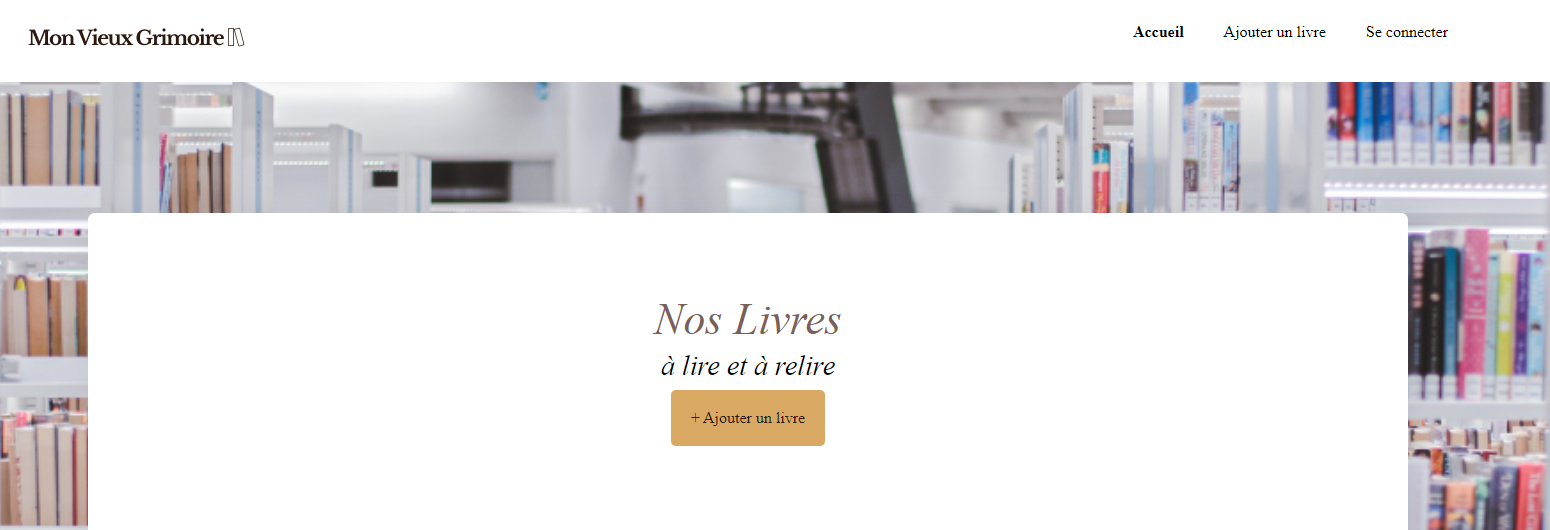 Mon Vieux Grimoire
Accueil Ajouter un livre Se connecter
Nos Livres
à lire et à relire
+ Ajouter un livre